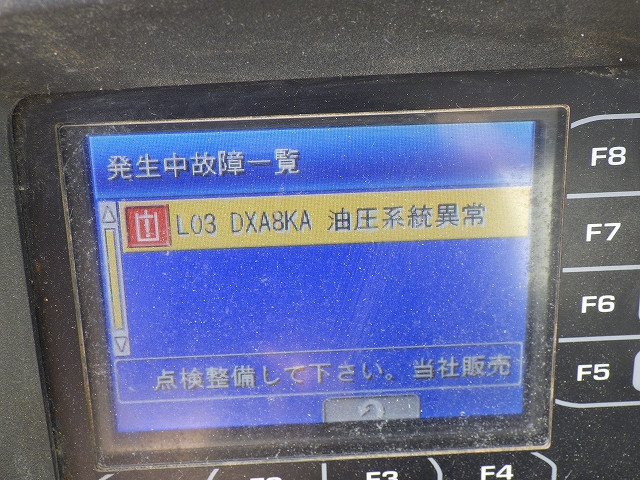 発生中故障一覧
L03 DXA8KA 油圧系統異常
点検整備して下さい。当社販売
F8
F7
F6
F5
F3
F4